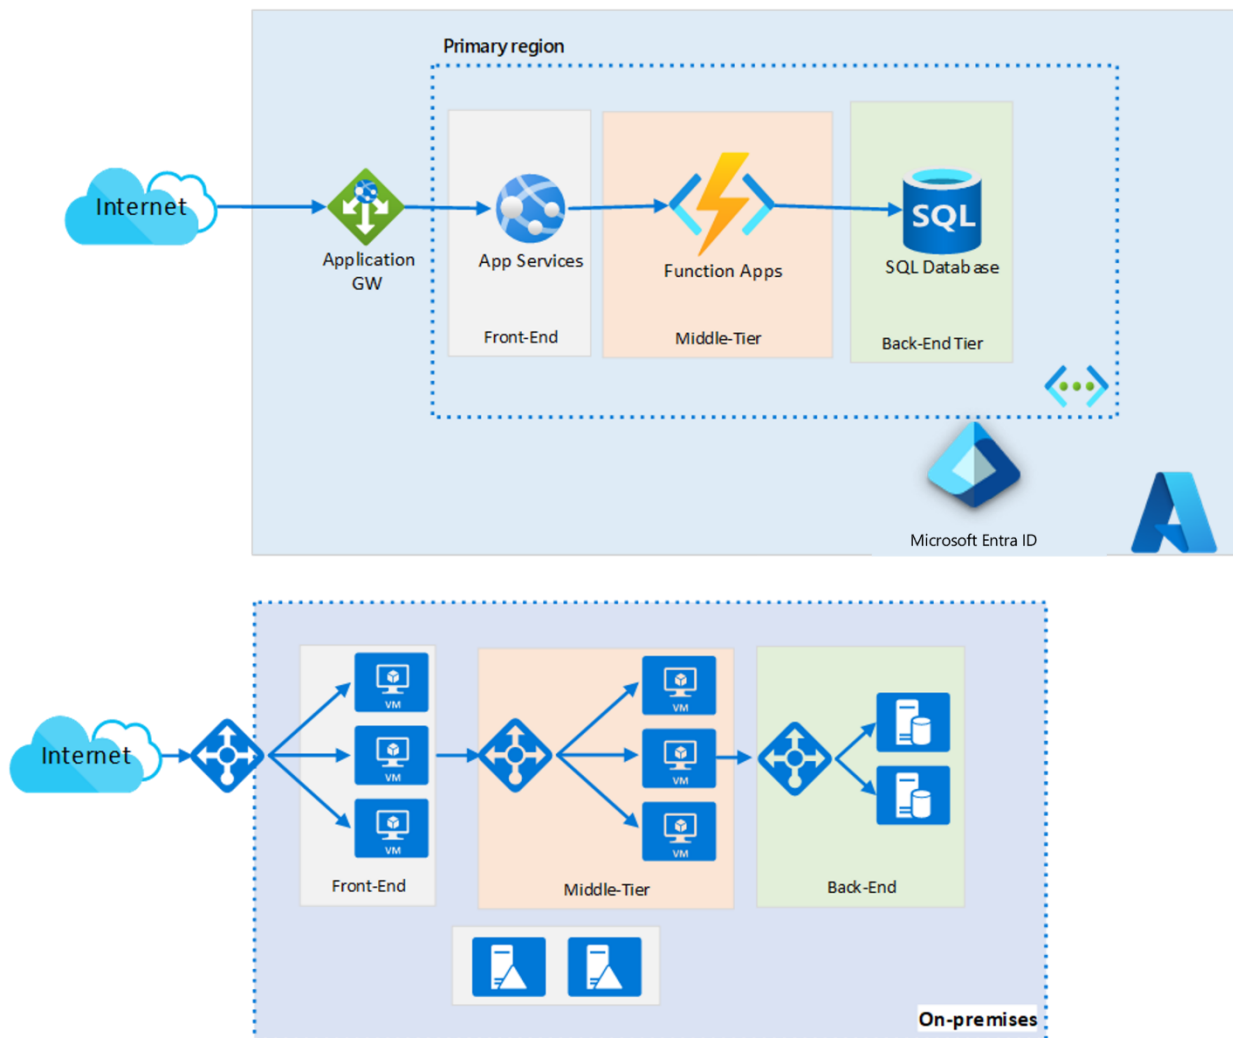 Primary region
Internet
Application
GW
App Services
Function Apps
SQL
SQL Database
Front-End
Middle-Tier
Back-End Tier
Microsoft Entra ID
Internet
VM
VM
VM
Front-End
VM
VM
VM
Middle-Tier
Back-End
On-premises